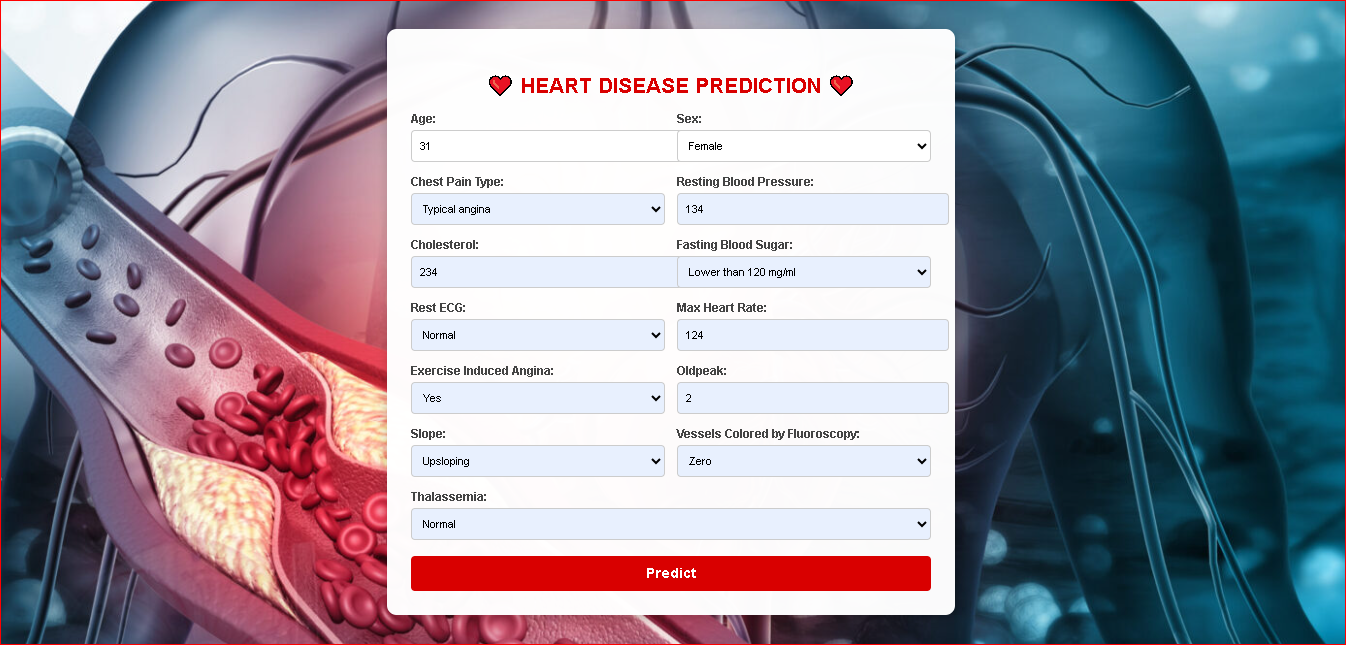 HEART DISEASE PREDICTION
Age: Sex:
31 Female
Chest Pain Type: Resting Blood Pressure:
Typical angina 134
Cholesterol: Fasting Blood Sugar:
234 Lower than 120 mg/ml
Rest ECG: Max Heart Rate:
Normal 124
Exercise Induced Angina: Oldpeak:
Yes 2
Slope: Vessels Colored by Fluoroscopy:
Upsloping Zero
Thalassemia:
Normal
Predict